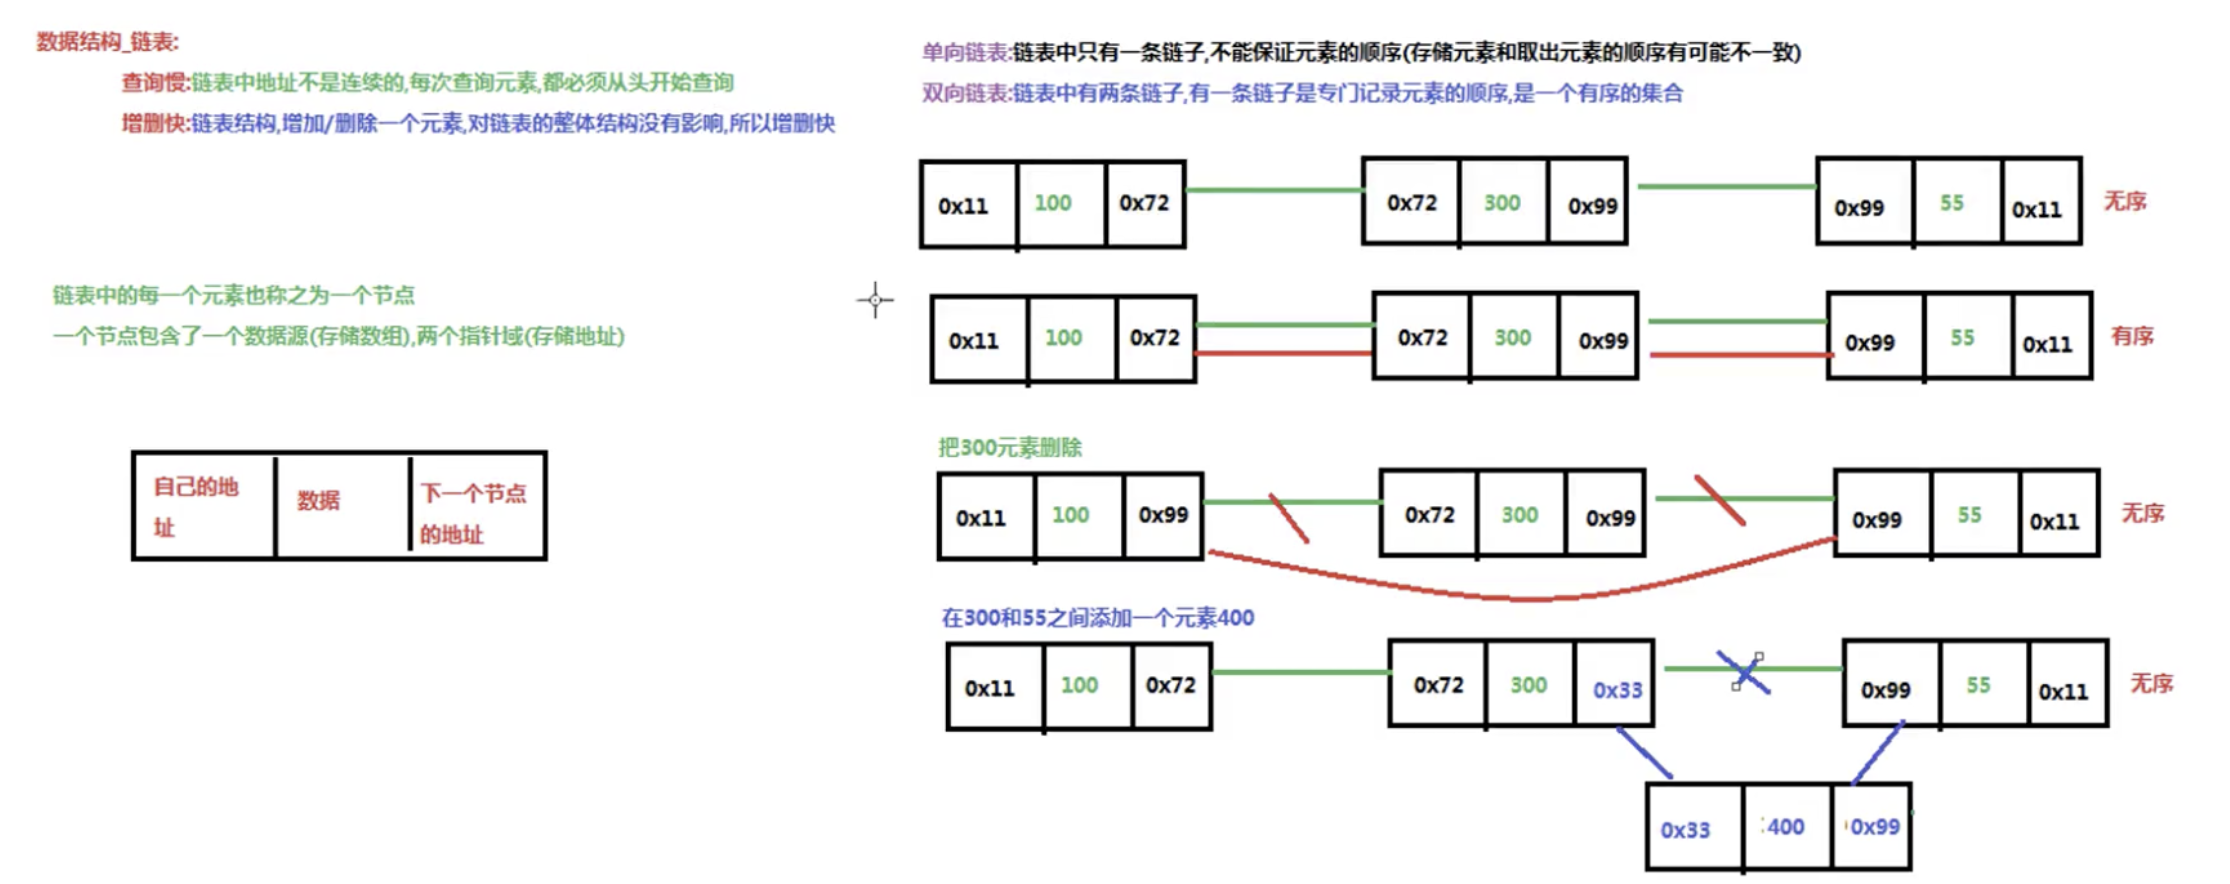 数据结构_链表:
查询慢:链表中地址不是连续的,每次查询元素,都必须从头开始查询
增删快:链表结构,增加/删除一个元素,对链表的整体结构没有影响,所以增删快
链表中的每一个元素也称之为一个节点
一个节点包含了一个数据源(存储数组),两个指针域(存储地址)
自己的地
址
数据
下一个节点
的地址
单向链表:链表中只有一条链子,不能保证元素的顺序(存储元素和取出元素的顺序有可能不一致)
双向链表:链表中有两条链子,有一条链子是专门记录元素的顺序,是一个有序的集合
0x11 100 0x72 0x72 300 0x99 0x99 55 0x11 无序
0x11 100 0x72 0x72 300 0x99 0x99 55 0x11 有序
把300元素删除
0x11 100 0x99 0x72 300 0x99 0x99 55 0x11 无序
在300和55之间添加一个元素400
0x11 100 0x72 0x72 300 0x33 0x99 55 0x11 无序
0x33 400 0x99